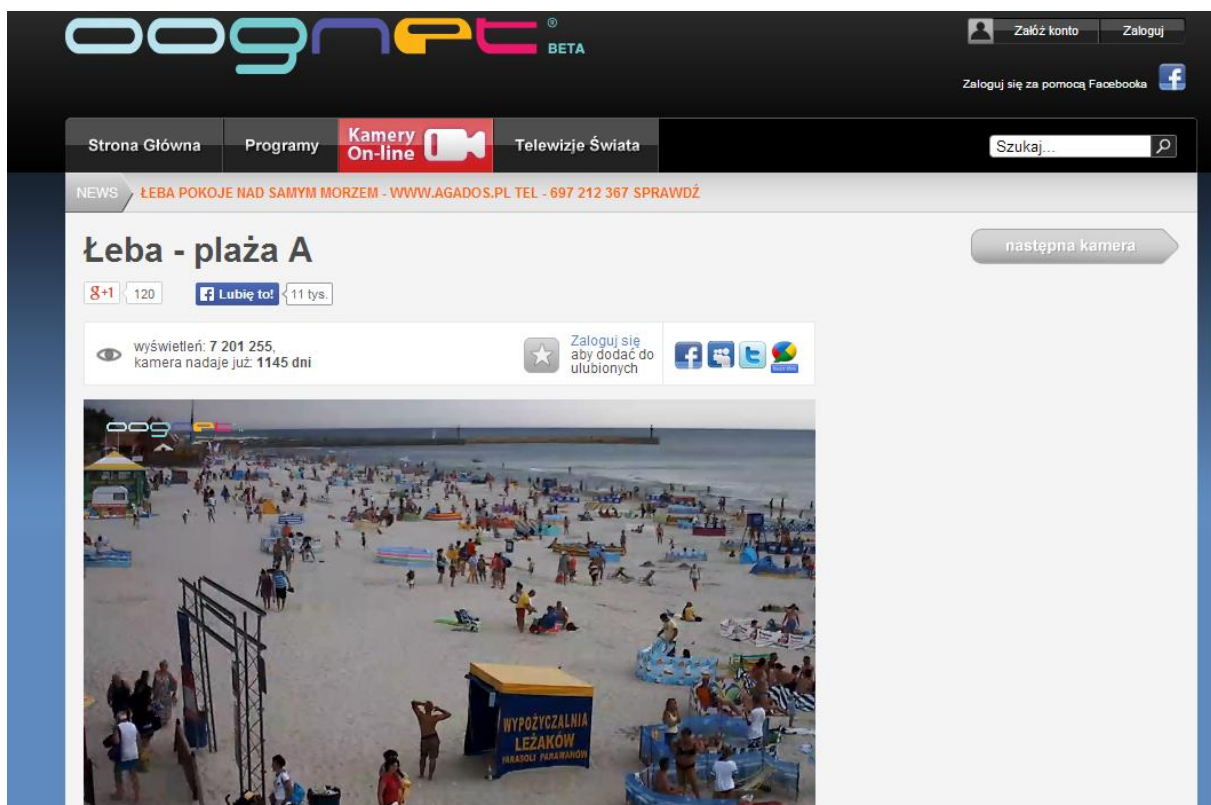 oognet®
BETA
Załóż konto
Zaloguj
Zaloguj się za pomocą Facebooka
Strona Główna
Programy
Kamery
On-line
Telewizje Świata
Szukaj...
NEWS
ŁEBA POKOJE NAD SAMYM MORZEM - WWW.AGADOS.PL TEL - 697 212 367 SPRAWDŹ
Łeba - plaża A
następna kamera
g+1 120
Lubię to! 11 tys.
wyświetleń: 7 201 255,
kamera nadaje już: 1145 dni
Zaloguj się
aby dodać do
ulubionych
oognet
WYPOŻYCZALNIA
LEŻAKÓW
PARASOLI PARAWANÓW